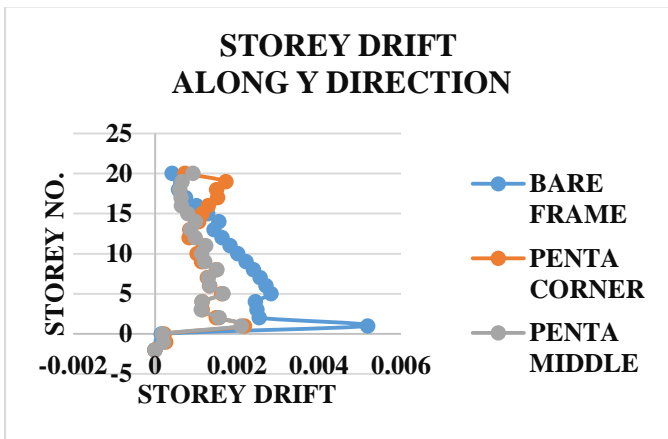 STOREY DRIFT
ALONG Y DIRECTION
25
20
15
10
5
0
-5
STOREY NO.
-0.002 0 0.002 0.004 0.006
STOREY DRIFT
BARE
FRAME
PENTA
CORNER
PENTA
MIDDLE